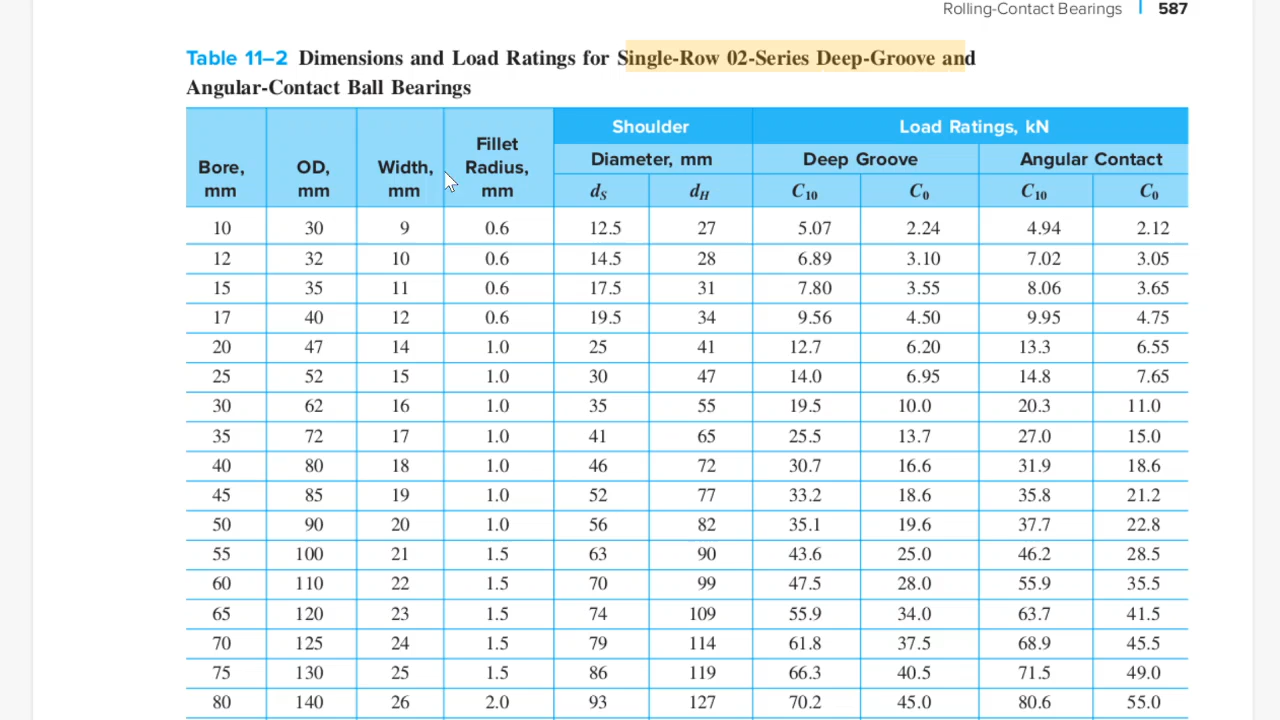 Rolling-Contact Bearings 587
Table 11–2 Dimensions and Load Ratings for Single-Row 02-Series Deep-Groove and
Angular-Contact Ball Bearings
Shoulder Load Ratings, kN
Fillet
Bore, OD, Width, Radius, Diameter, mm Deep Groove Angular Contact
mm mm mm mm dS dH C10 C0 C10 C0
10 30 9 0.6 12.5 27 5.07 2.24 4.94 2.12
12 32 10 0.6 14.5 28 6.89 3.10 7.02 3.05
15 35 11 0.6 17.5 31 7.80 3.55 8.06 3.65
17 40 12 0.6 19.5 34 9.56 4.50 9.95 4.75
20 47 14 1.0 25 41 12.7 6.20 13.3 6.55
25 52 15 1.0 30 47 14.0 6.95 14.8 7.65
30 62 16 1.0 35 55 19.5 10.0 20.3 11.0
35 72 17 1.0 41 65 25.5 13.7 27.0 15.0
40 80 18 1.0 46 72 30.7 16.6 31.9 18.6
45 85 19 1.0 52 77 33.2 18.6 35.8 21.2
50 90 20 1.0 56 82 35.1 19.6 37.7 22.8
55 100 21 1.5 63 90 43.6 25.0 46.2 28.5
60 110 22 1.5 70 99 47.5 28.0 55.9 35.5
65 120 23 1.5 74 109 55.9 34.0 63.7 41.5
70 125 24 1.5 79 114 61.8 37.5 68.9 45.5
75 130 25 1.5 86 119 66.3 40.5 71.5 49.0
80 140 26 2.0 93 127 70.2 45.0 80.6 55.0